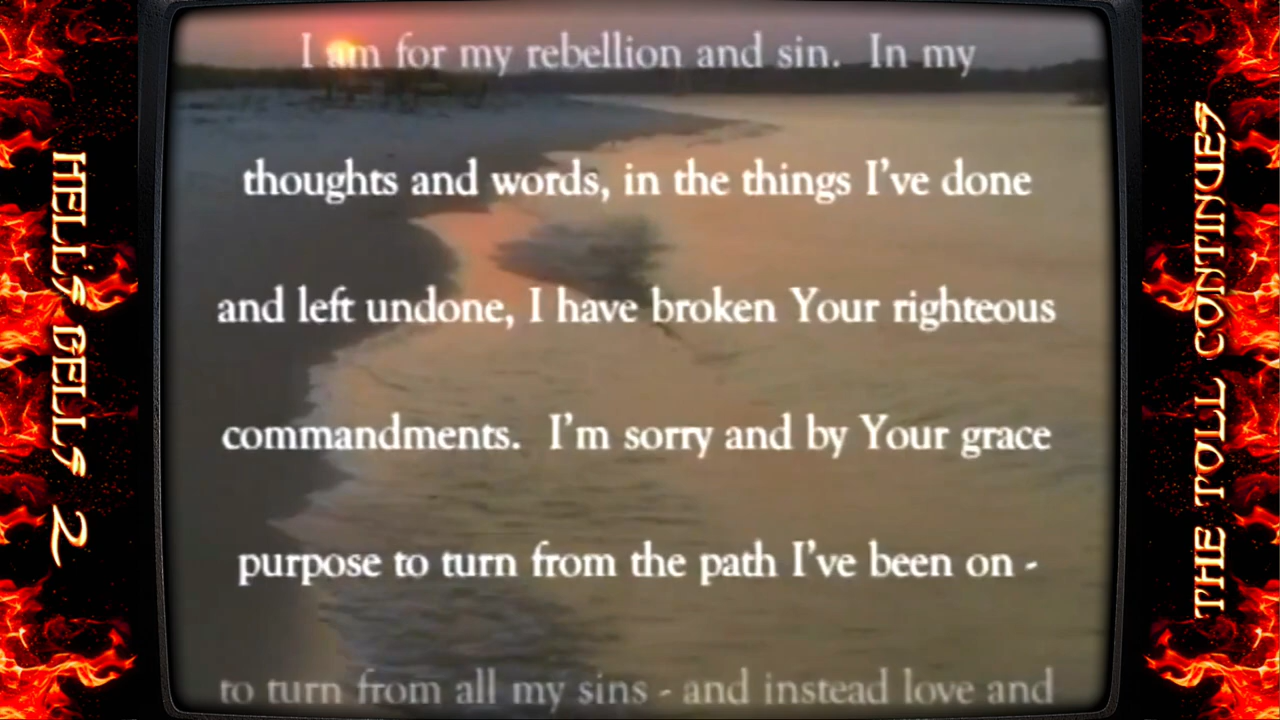 I am for my rebellion and sin. In my
thoughts and words, in the things I've done
and left undone, I have broken Your righteous
commandments. I'm sorry and by Your grace
purpose to turn from the path I've been on -
to turn from all my sins - and instead love and
HELL'S BELLS 2
THE TOLL CONTINUES